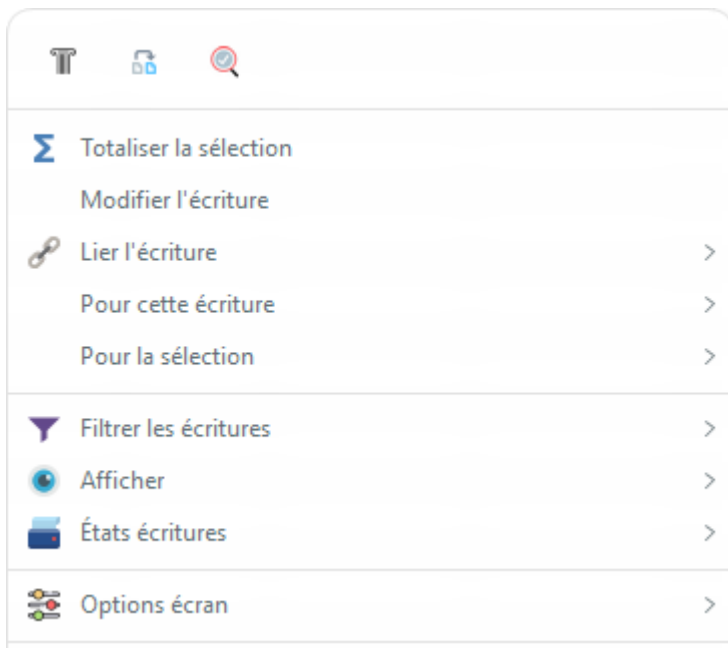 Totaliser la sélection
Modifier l'écriture
Lier l'écriture
Pour cette écriture
Pour la sélection
Filtrer les écritures
Afficher
États écritures
Options écran